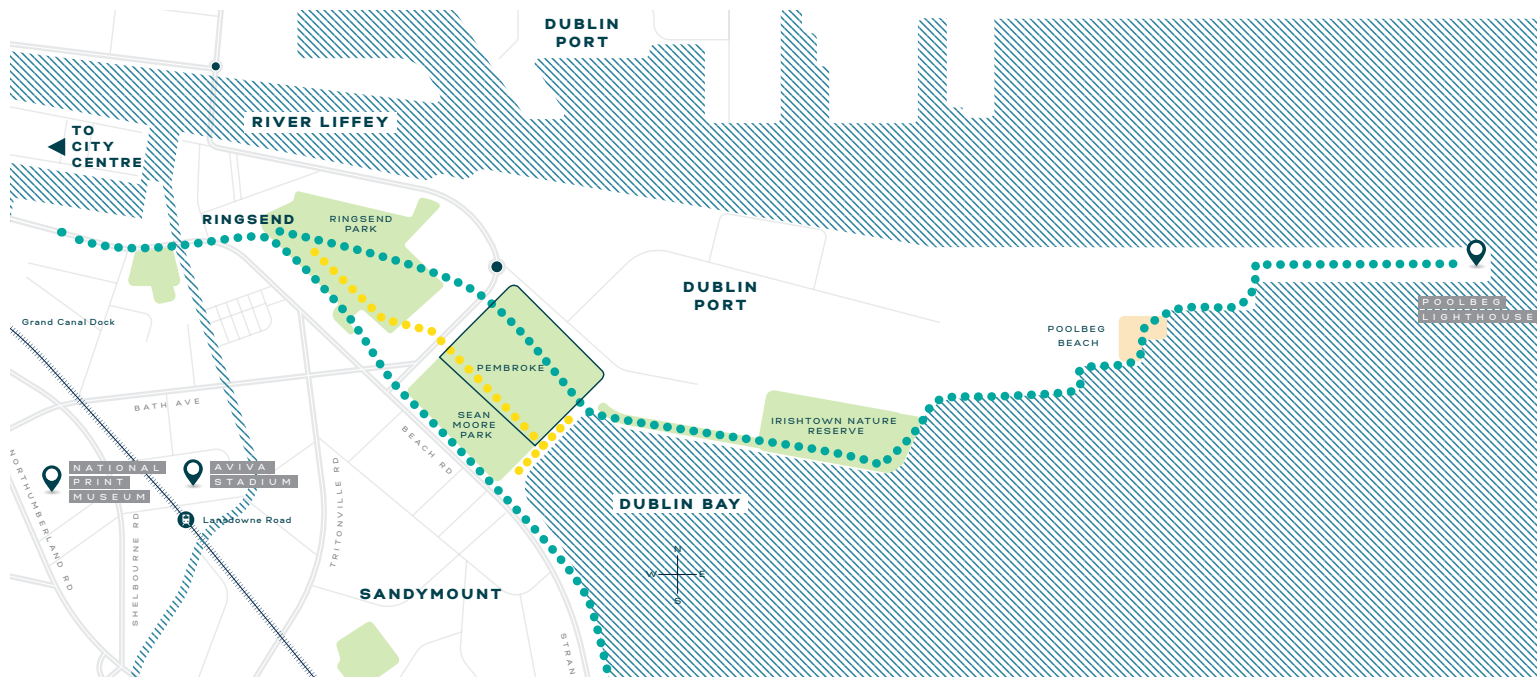 DUBLIN
PORT
RIVER LIFFEY
TO
CITY
CENTRE
RINGSEND
RINGSEND
PARK
DUBLIN
PORT
POOLBEG
LIGHTHOUSE
Grand Canal Dock
POOLBEG
BEACH
PEMBROKE
BATH AVE
SEAN
MOORE
PARK
IRISHTOWN NATURE
RESERVE
BEACH RD
NATIONAL
PRINT
MUSEUM
AVIVA
STADIUM
NORTHUMBERLAND RD
SHELBOURNE RD
TRITONVILLE RD
Lansdowne Road
DUBLIN BAY
N
W
E
S
SANDYMOUNT
STRAN